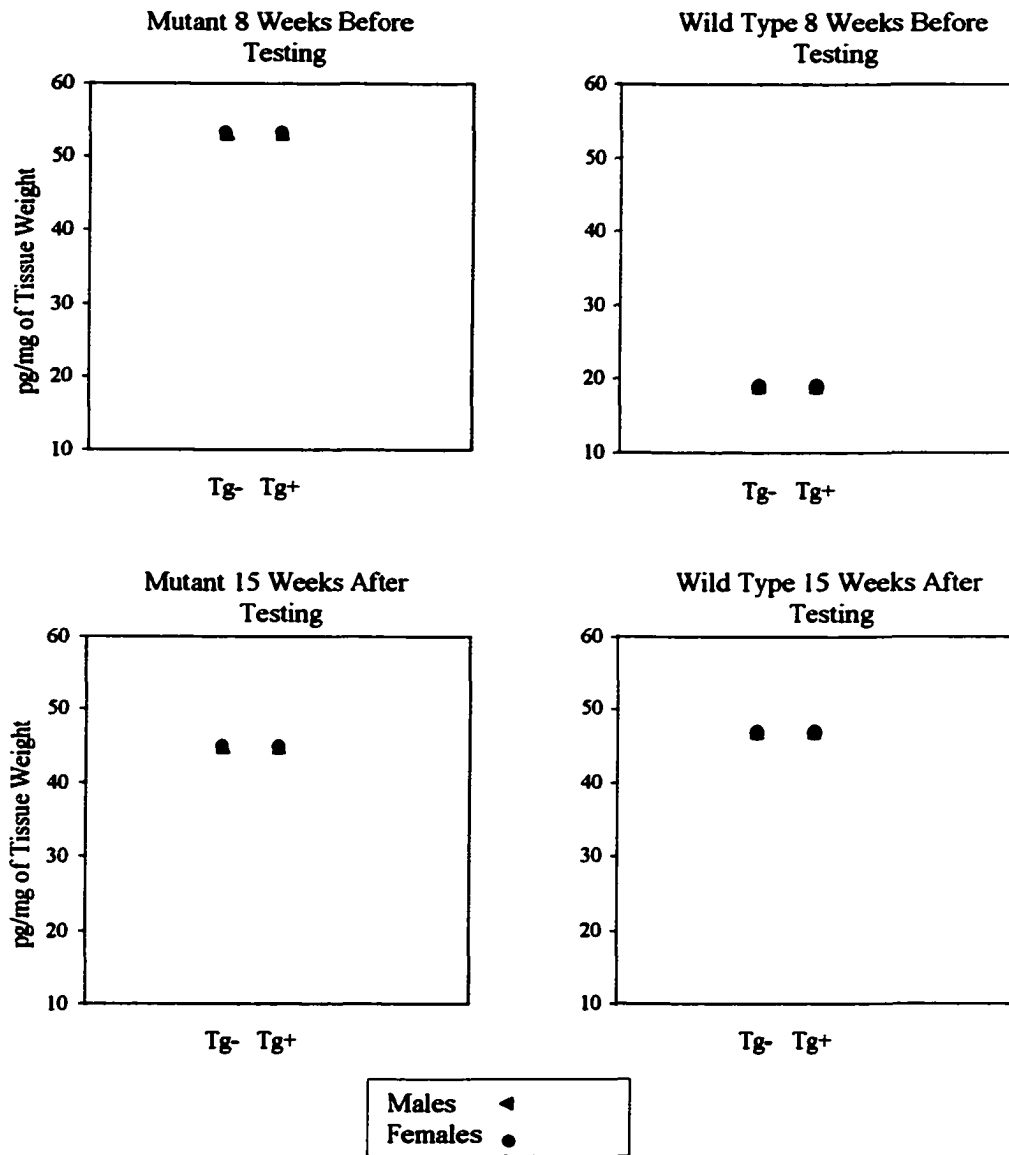 Mutant 8 Weeks Before
Testing
60
50
40
30
20
10
pg/mg of Tissue Weight
Tg- Tg+
Wild Type 8 Weeks Before
Testing
60
50
40
30
20
10
Tg- Tg+
Mutant 15 Weeks After
Testing
60
50
40
30
20
10
pg/mg of Tissue Weight
Tg- Tg+
Wild Type 15 Weeks After
Testing
60
50
40
30
20
10
Tg- Tg+
Males
Females